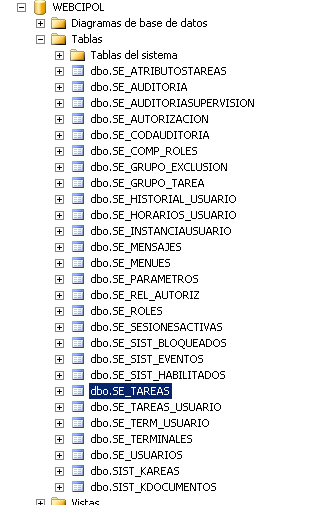 WEBCIPOL
Diagramas de base de datos
Tablas
Tablas del sistema
dbo.SE_ATRIBUTOSTAREAS
dbo.SE_AUDITORIA
dbo.SE_AUDITORIASUPERVISION
dbo.SE_AUTORIZACION
dbo.SE_CODAUDITORIA
dbo.SE_COMP_ROLES
dbo.SE_GRUPO_EXCLUSION
dbo.SE_GRUPO_TAREA
dbo.SE_HISTORIAL_USUARIO
dbo.SE_HORARIOS_USUARIO
dbo.SE_INSTANCIAUSUARIO
dbo.SE_MENSAJES
dbo.SE_MENUES
dbo.SE_PARAMETROS
dbo.SE_REL_AUTORIZ
dbo.SE_ROLES
dbo.SE_SESIONESACTIVAS
dbo.SE_SIST_BLOQUEADOS
dbo.SE_SIST_EVENTOS
dbo.SE_SIST_HABILITADOS
dbo.SE_TAREAS
dbo.SE_TAREAS_USUARIO
dbo.SE_TERM_USUARIO
dbo.SE_TERMINALES
dbo.SE_USUARIOS
dbo.SIST_KAREAS
dbo.SIST_KDOCUMENTOS
Vistas